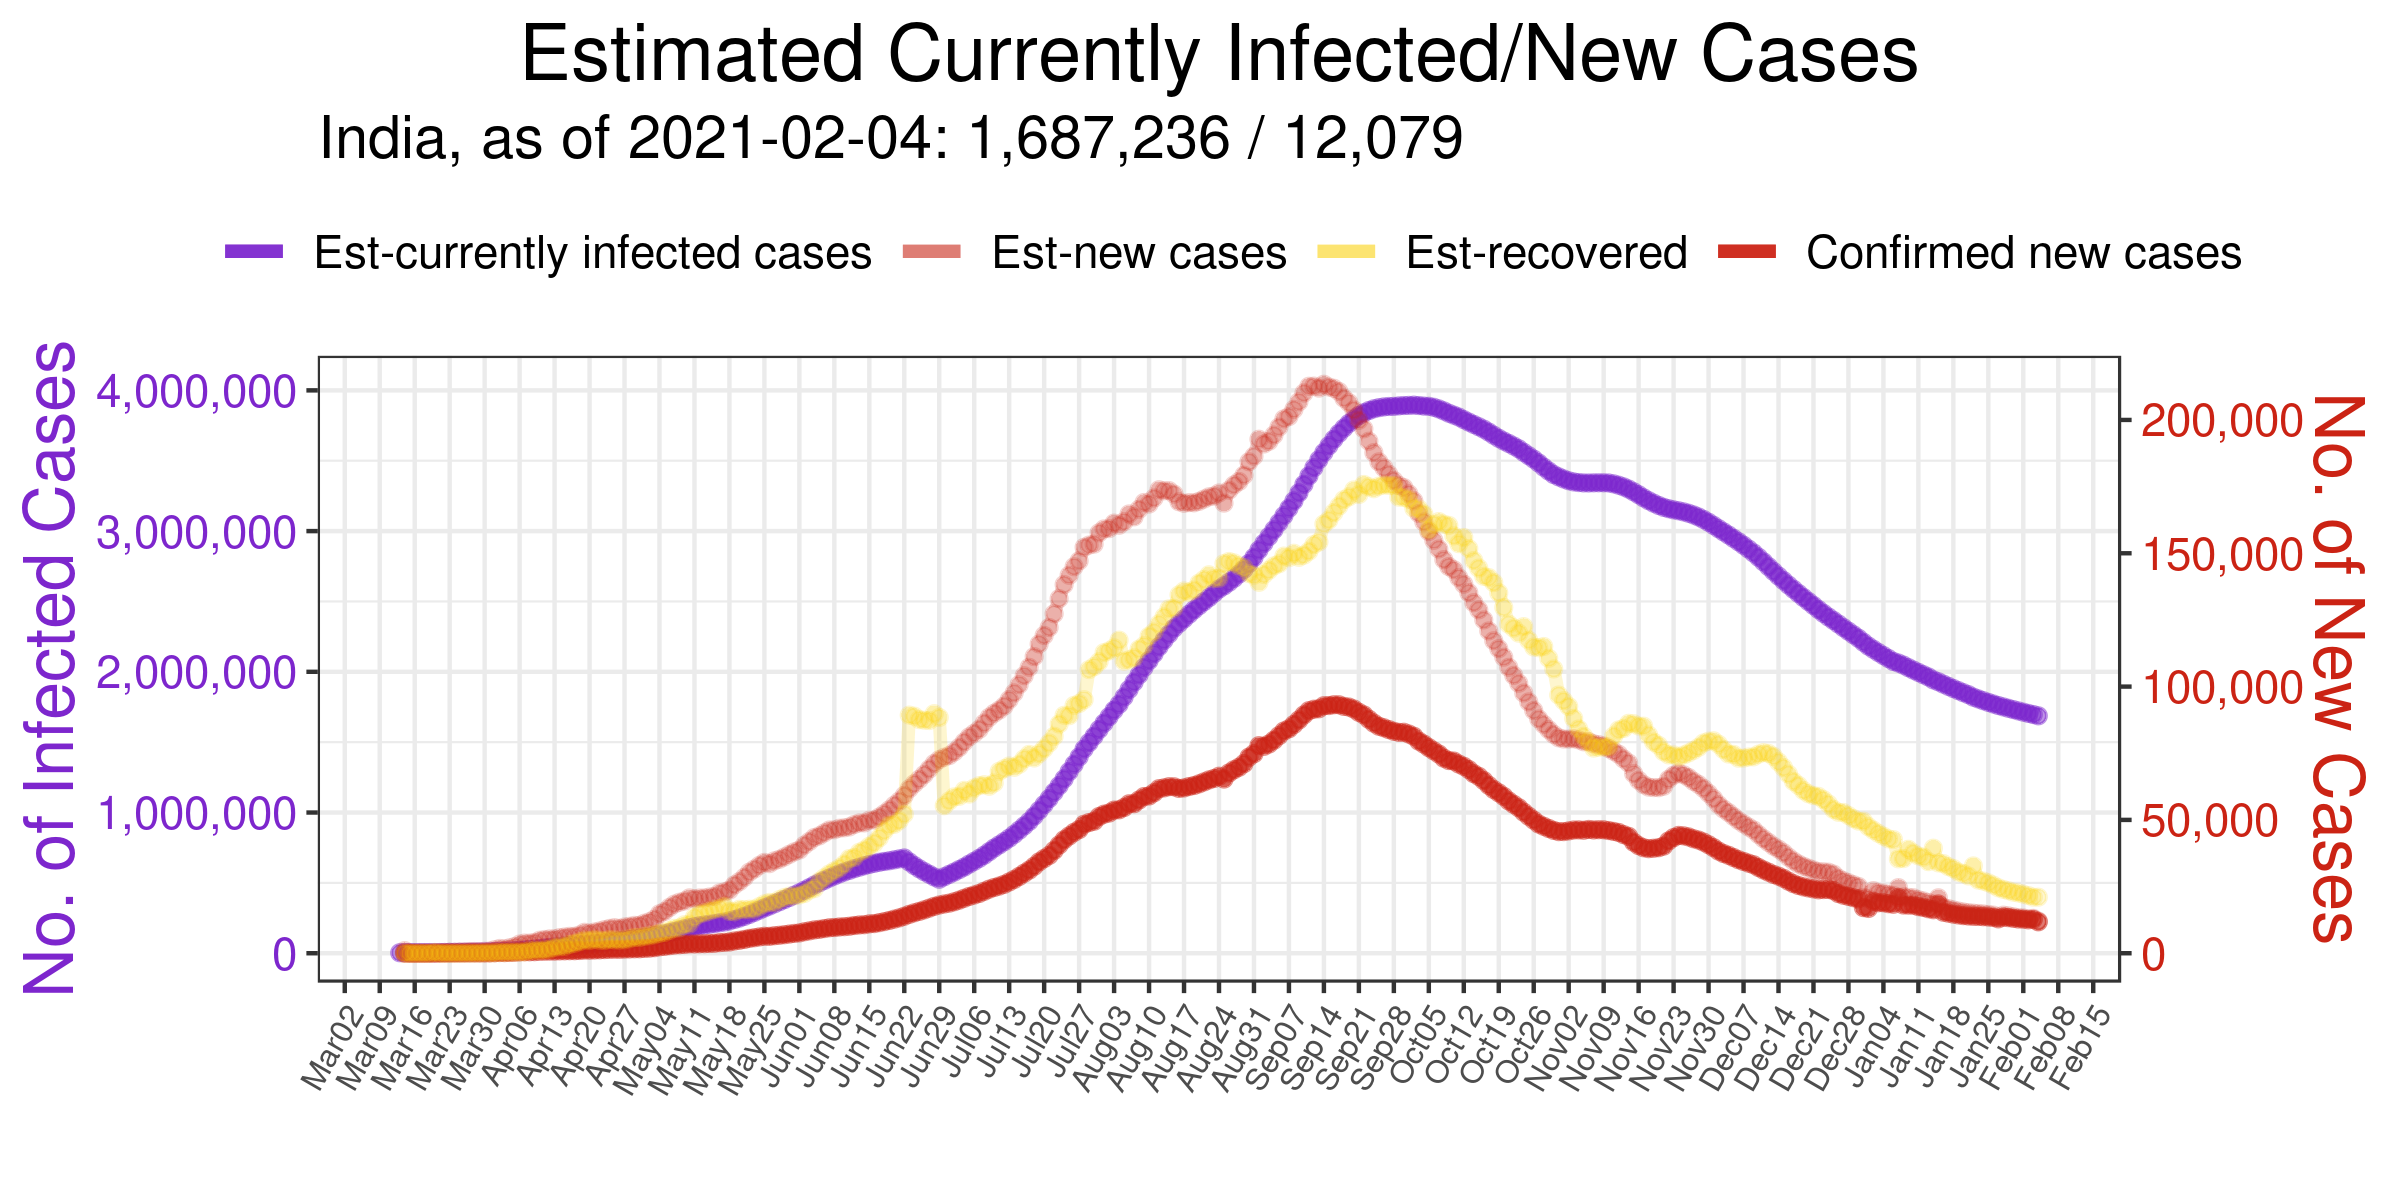 Estimated Currently Infected/New Cases
India, as of 2021-02-04: 1,687,236 / 12,079
Est-currently infected cases Est-new cases Est-recovered Confirmed new cases
No. of Infected Cases
4,000,000
3,000,000
2,000,000
1,000,000
0
200,000
150,000
100,000
50,000
0
No. of New Cases
Mar02 Mar09 Mar16 Mar23 Mar30 Apr06 Apr13 Apr20 Apr27 May04 May11 May18 May25 Jun01 Jun08 Jun15 Jun22 Jun29 Jul06 Jul13 Jul20 Jul27 Aug03 Aug10 Aug17 Aug24 Aug31 Sep07 Sep14 Sep21 Sep28 Oct05 Oct12 Oct19 Oct26 Nov02 Nov09 Nov16 Nov23 Nov30 Dec07 Dec14 Dec21 Dec28 Jan04 Jan11 Jan18 Jan25 Feb01 Feb08 Feb15